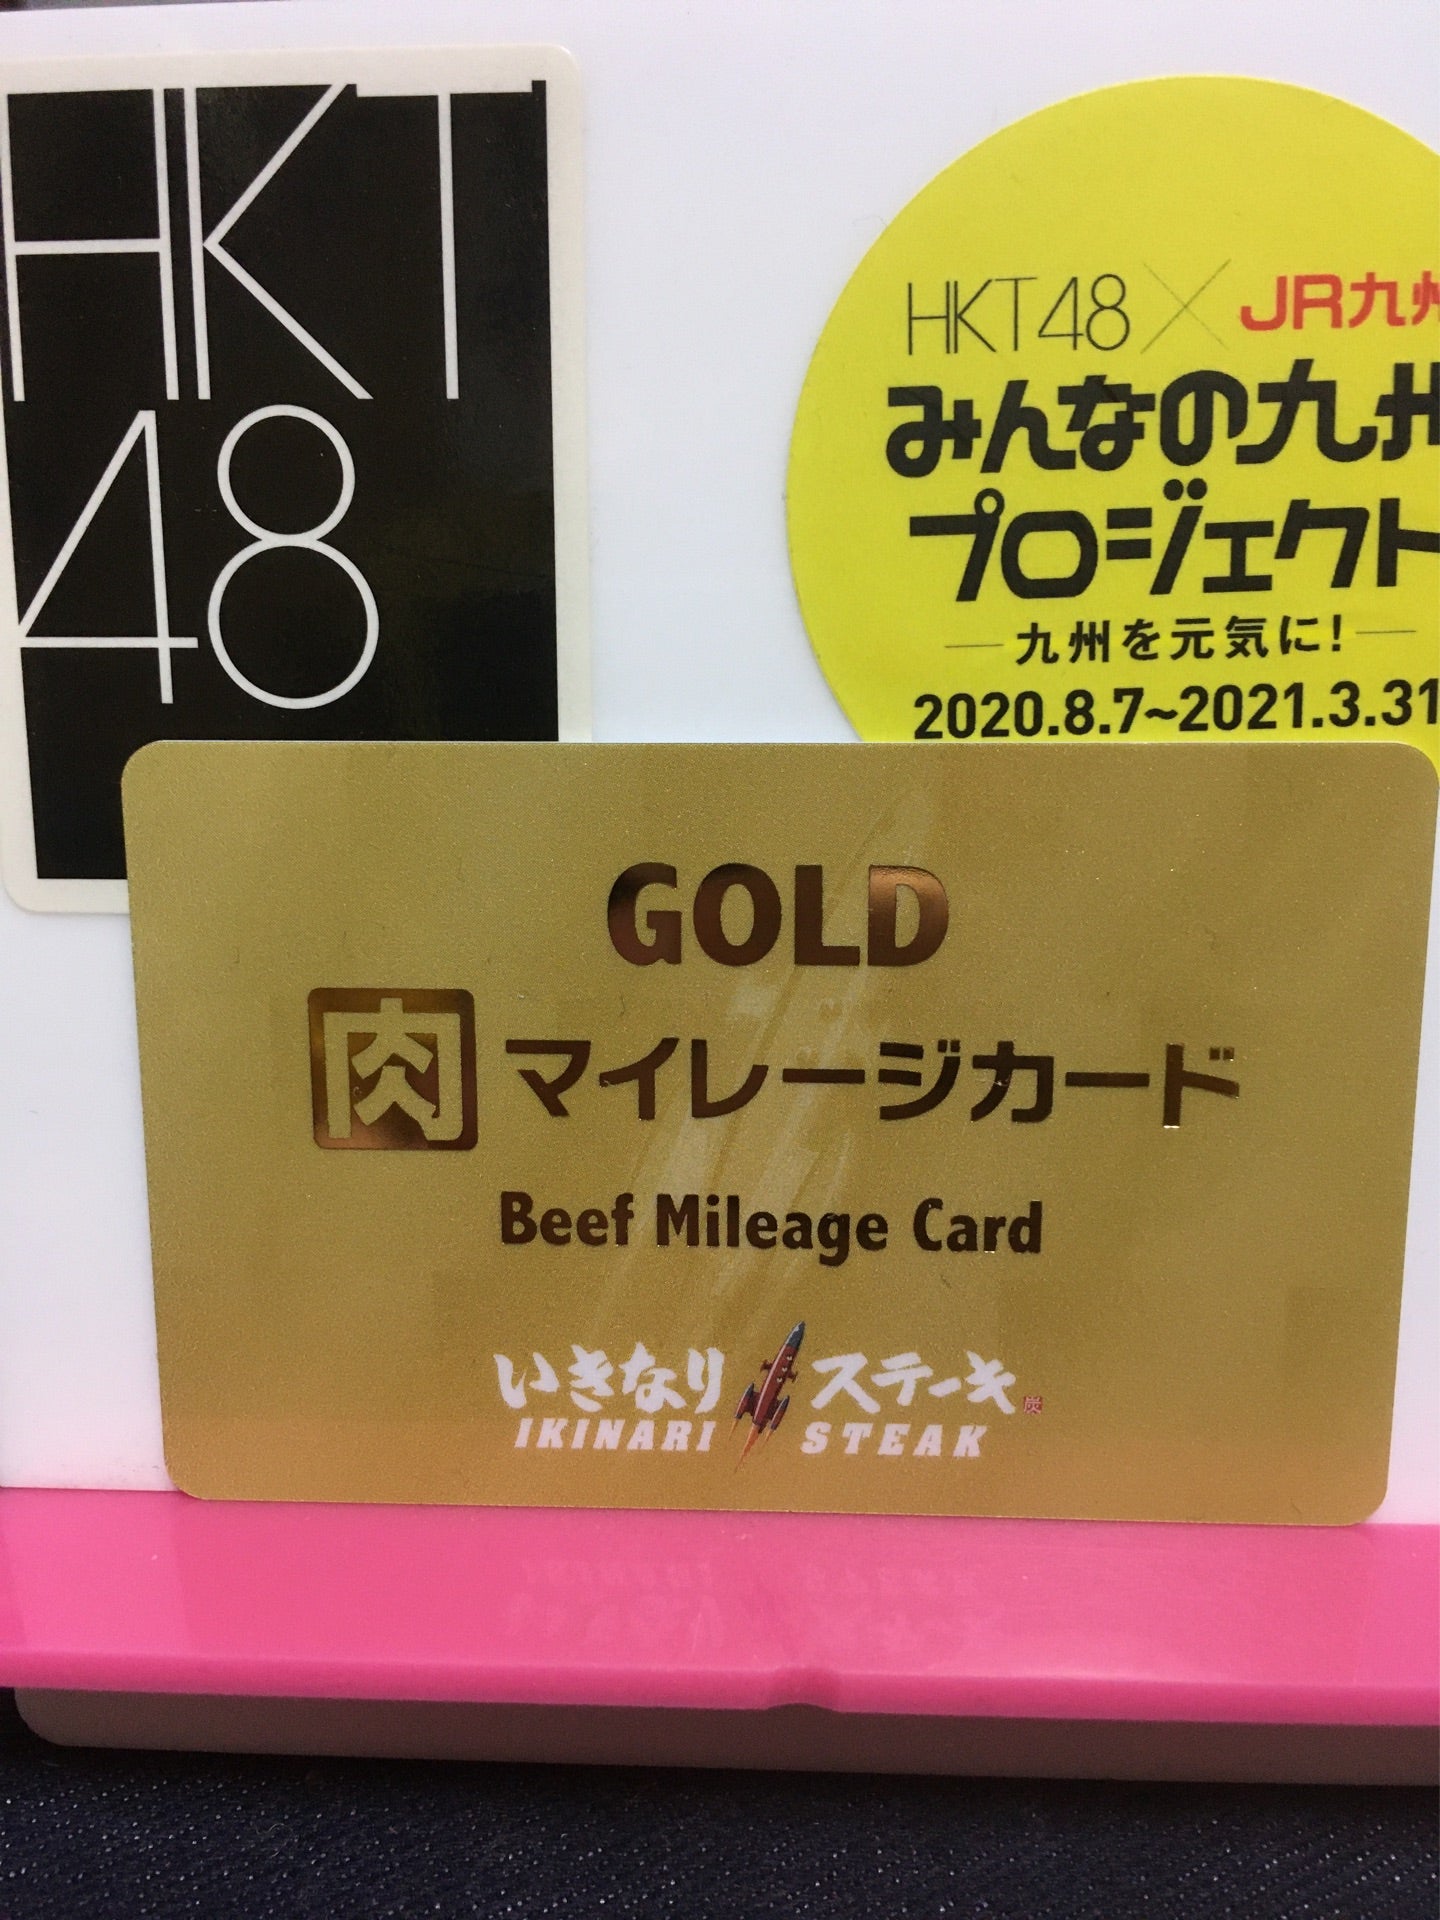 HKT
48
HKT48×JR九州
みんなの九州
プロジェクト
九州を元気に!
2020.8.7~2021.3.31
GOLD
肉マイレージカード
Beef Mileage Card
いきなりステーキ
IKINARI STEAK